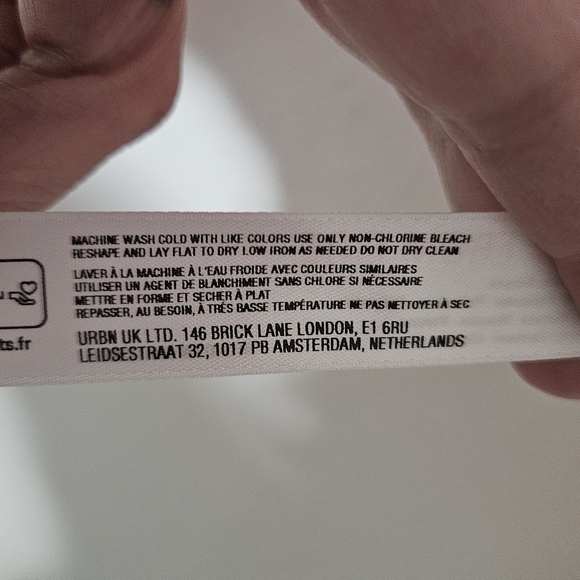 MACHINE WASH COLD WITH LIKE COLORS USE ONLY NON-CHLORINE BLEACH
RESHAPE AND LAY FLAT TO DRY LOW IRON AS NEEDED DO NOT DRY CLEAN
LAVER À LA MACHINE À L'EAU FROIDE AVEC COULEURS SIMILAIRES
UTILISER UN AGENT DE BLANCHIMENT SANS CHLORE SI NÉCESSAIRE
METTRE EN FORME ET SECHER À PLAT
REPASSER, AU BESOIN, À TRÈS BASSE TEMPÉRATURE NE PAS NETTOYER À SEC
URBN UK LTD. 146 BRICK LANE LONDON, E1 6RU
LEIDSESTRAAT 32, 1017 PB AMSTERDAM, NETHERLANDS
ts.fr